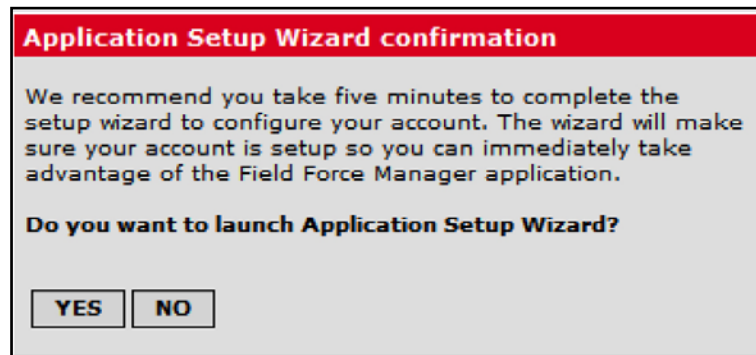 Application Setup Wizard confirmation
We recommend you take five minutes to complete the
setup wizard to configure your account. The wizard will make
sure your account is setup so you can immediately take
advantage of the Field Force Manager application.
Do you want to launch Application Setup Wizard?
YES NO